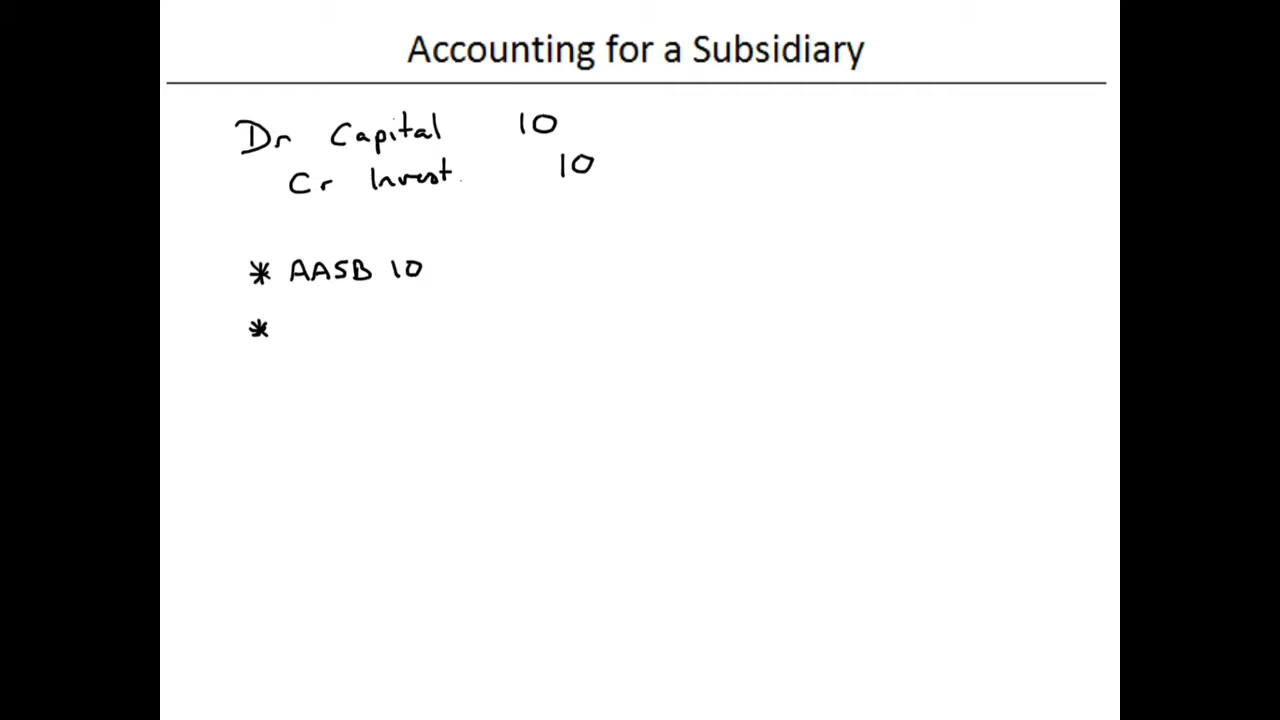 Accounting for a Subsidiary
Dr Capital 10
Cr Invest. 10
* AASB 10
*